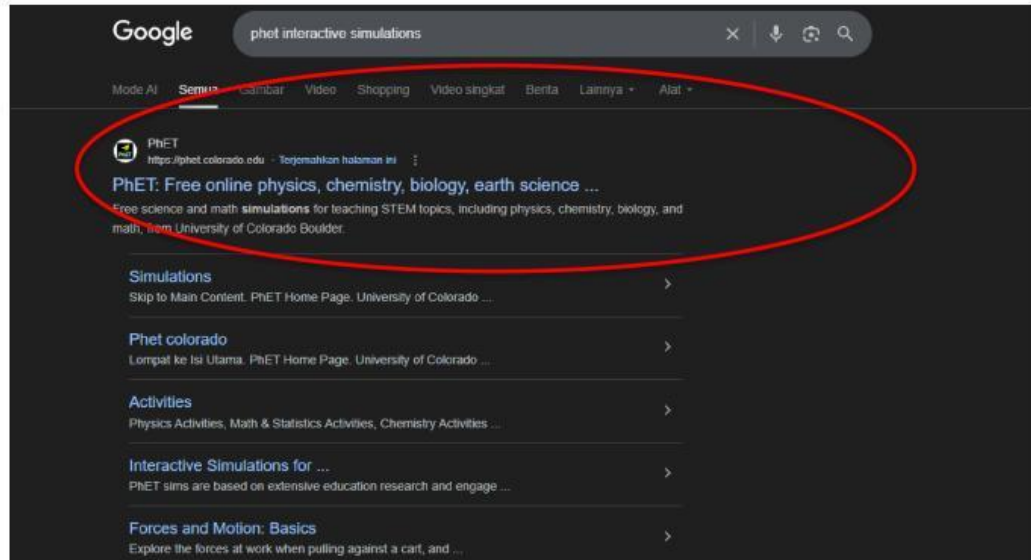 Google
phet interactive simulations
Mode AI Semua Gambar Video Shopping Video singkat Berita Lainnya Alat
PhET
https://phet.colorado.edu · Terjemahkan halaman ini
PhET: Free online physics, chemistry, biology, earth science ...
Free science and math simulations for teaching STEM topics, including physics, chemistry, biology, and
math, from University of Colorado Boulder.
Simulations
Skip to Main Content. PhET Home Page. University of Colorado ...
Phet colorado
Lompat ke Isi Utama. PhET Home Page. University of Colorado ...
Activities
Physics Activities, Math & Statistics Activities, Chemistry Activities ...
Interactive Simulations for ...
PhET sims are based on extensive education research and engage ...
Forces and Motion: Basics
Explore the forces at work when pulling against a cart, and ...